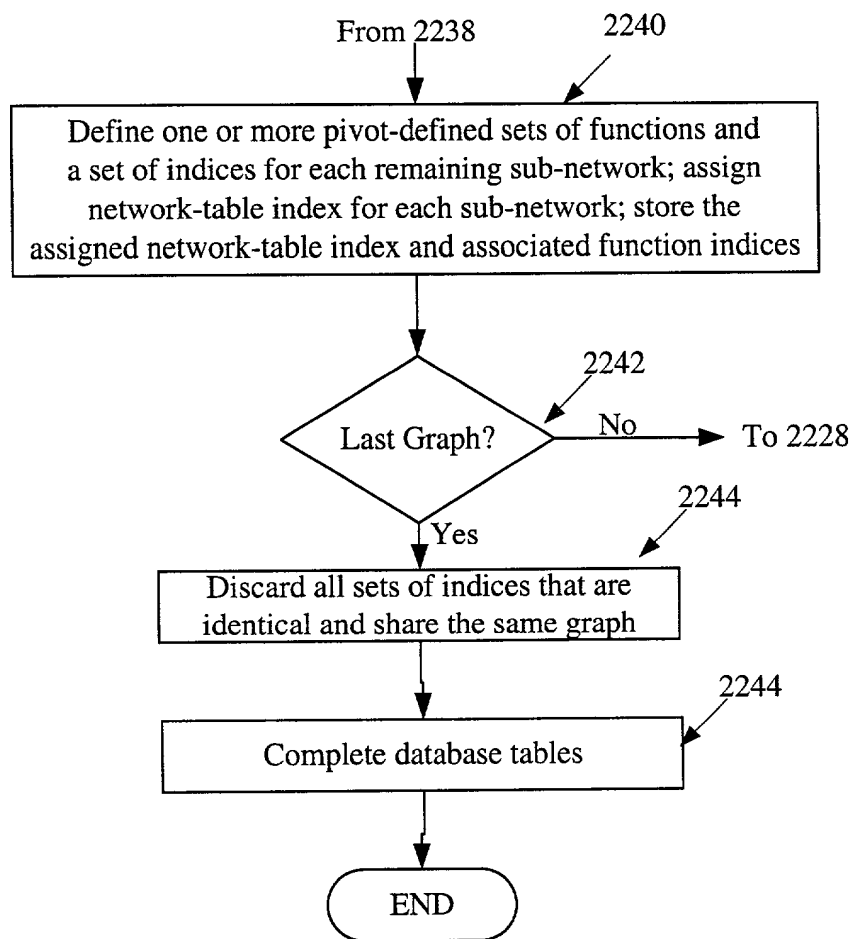 From 2238
2240
Define one or more pivot-defined sets of functions and
a set of indices for each remaining sub-network; assign
network-table index for each sub-network; store the
assigned network-table index and associated function indices
2242
Last Graph?
No
To 2228
Yes
2244
Discard all sets of indices that are
identical and share the same graph
2244
Complete database tables
END